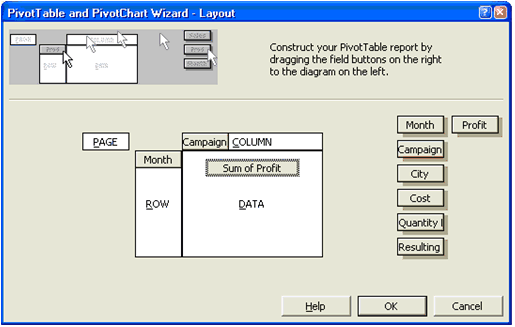 PivotTable and PivotChart Wizard - Layout
Construct your PivotTable report by
dragging the field buttons on the right
to the diagram on the left.
PAGE
Campaign COLUMN
Month
Sum of Profit
ROW
DATA
Month Profit
Campaign
City
Cost
Quantity
Resulting
Help OK Cancel